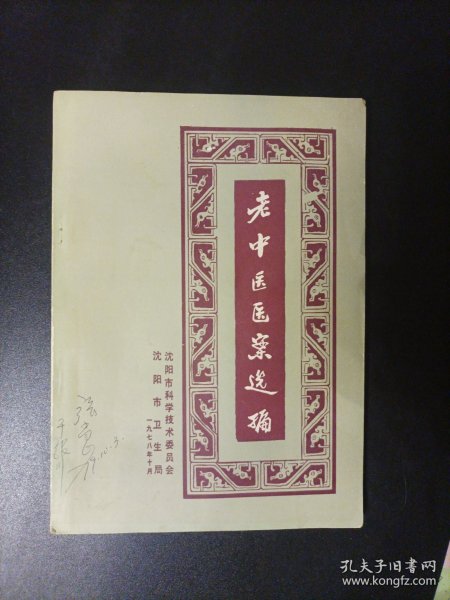 老中医医案选编
沈阳市科学技术委员会
沈阳市卫生局
一九七八年十月
孔夫子旧书网
www.kongfz.com